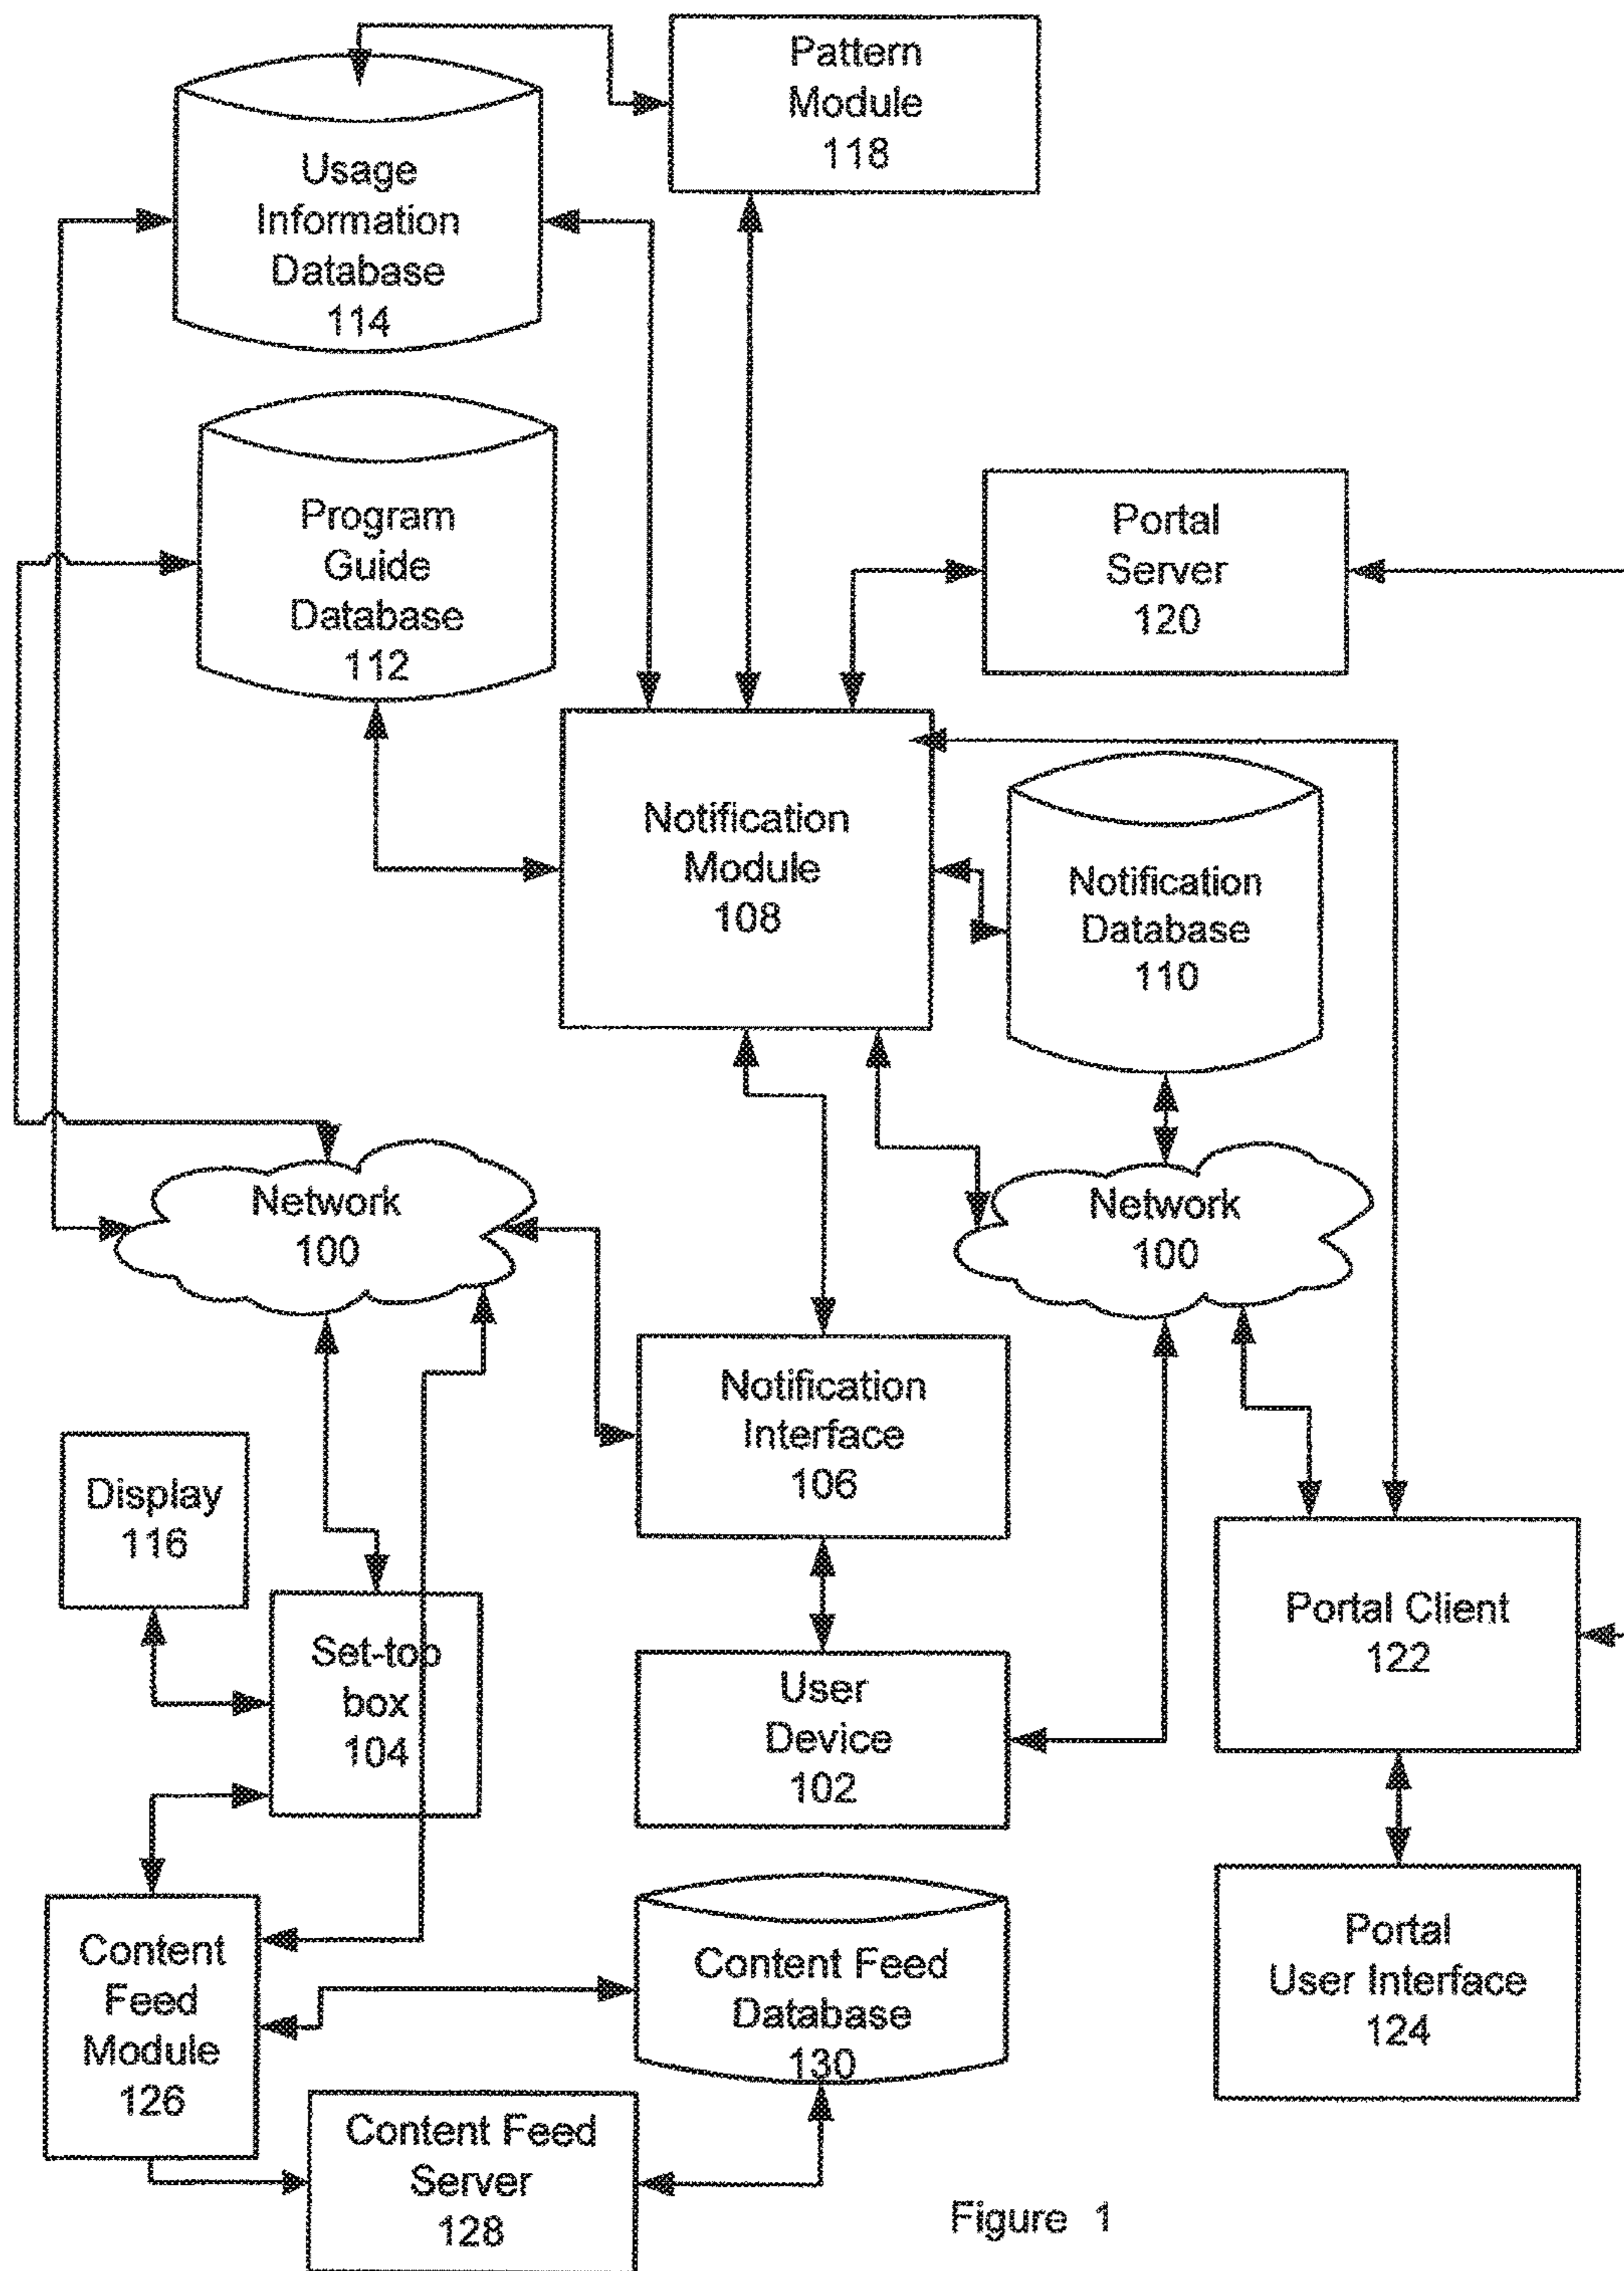 Pattern
Module
118
Usage
Information
Database
114
Program
Guide
Database
112
Portal
Server
120
Notification
Module
108
Notification
Database
110
Network
100
Network
100
Notification
Interface
106
Display
116
Set-top
box
104
User
Device
102
Portal Client
122
Content
Feed
Module
126
Content Feed
Database
130
Portal
User Interface
124
Content Feed
Server
128
Figure 1